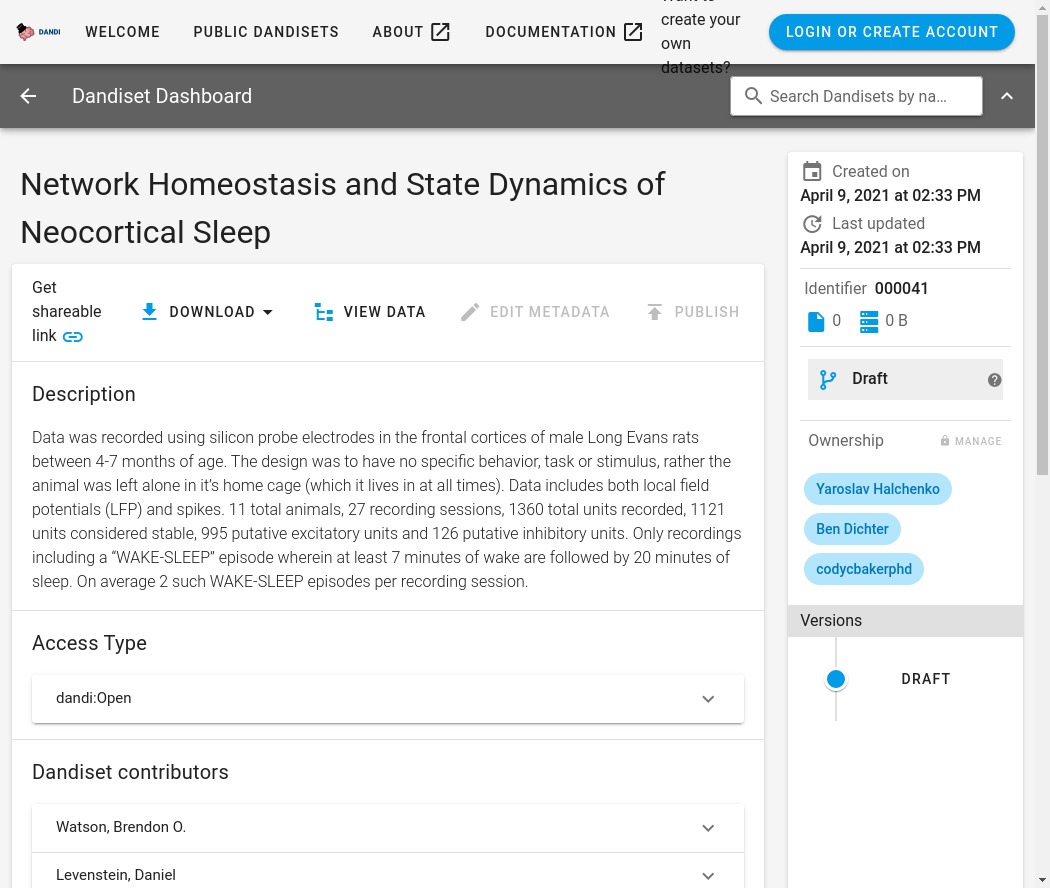 DANDI
WELCOME
PUBLIC DANDISETS
ABOUT
DOCUMENTATION
create your
own
datasets?
LOGIN OR CREATE ACCOUNT
Dandiset Dashboard
Search Dandisets by na…
Network Homeostasis and State Dynamics of
Neocortical Sleep
Get
shareable
link
DOWNLOAD
VIEW DATA
EDIT METADATA
PUBLISH
Description
Data was recorded using silicon probe electrodes in the frontal cortices of male Long Evans rats
between 4-7 months of age. The design was to have no specific behavior, task or stimulus, rather the
animal was left alone in it’s home cage (which it lives in at all times). Data includes both local field
potentials (LFP) and spikes. 11 total animals, 27 recording sessions, 1360 total units recorded, 1121
units considered stable, 995 putative excitatory units and 126 putative inhibitory units. Only recordings
including a “WAKE-SLEEP” episode wherein at least 7 minutes of wake are followed by 20 minutes of
sleep. On average 2 such WAKE-SLEEP episodes per recording session.
Access Type
dandi:Open
Dandiset contributors
Watson, Brendon O.
Levenstein, Daniel
Created on
April 9, 2021 at 02:33 PM
Last updated
April 9, 2021 at 02:33 PM
Identifier 000041
0
0 B
Draft
Ownership
MANAGE
Yaroslav Halchenko
Ben Dichter
codycbakerphd
Versions
DRAFT